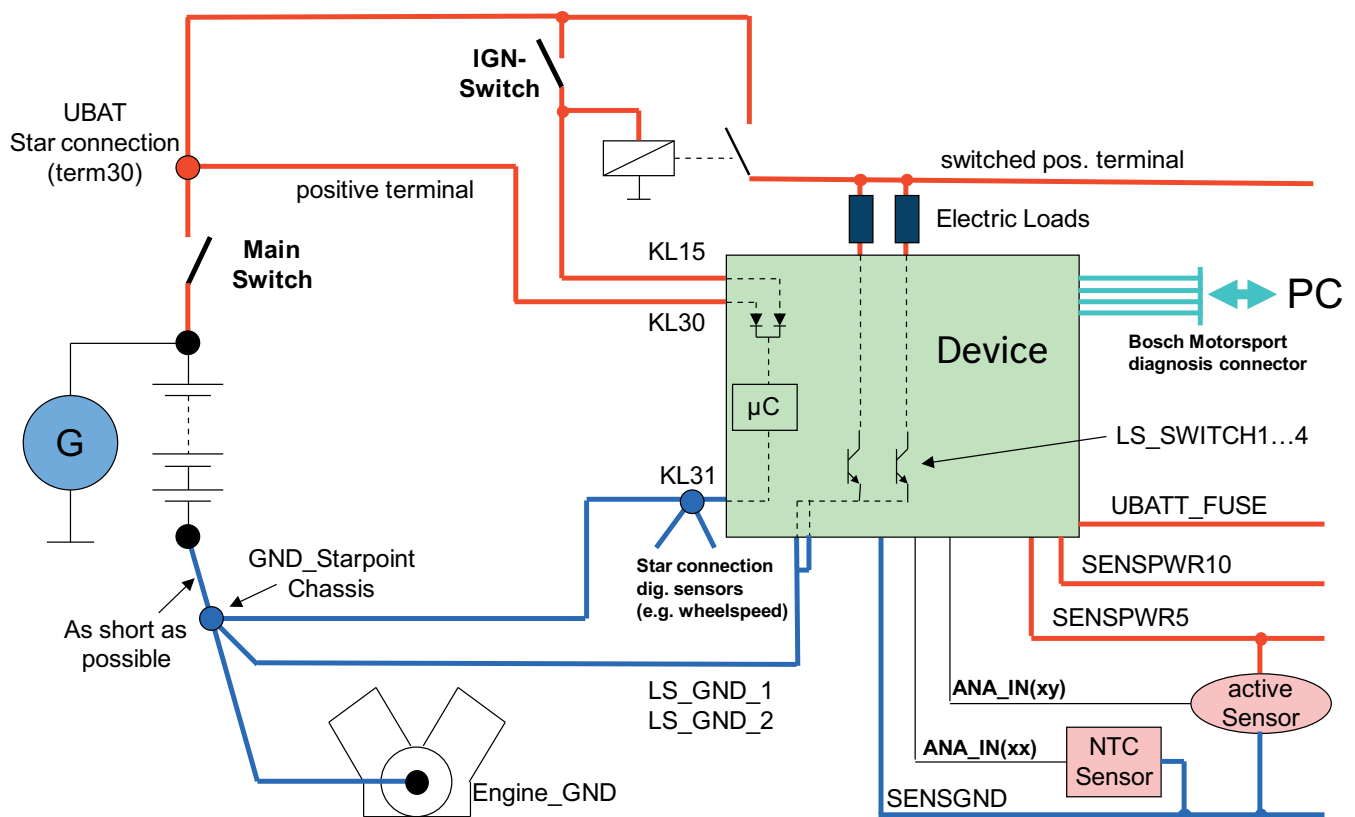 IGN-
Switch
UBAT
Star connection
(term30)
positive terminal
switched pos. terminal
Electric Loads
Main
Switch
KL15
KL30
Device
PC
Bosch Motorsport
diagnosis connector
µC
G
LS_SWITCH1...4
KL31
UBATT_FUSE
GND_Starpoint
Chassis
Star connection
dig. sensors
(e.g. wheelspeed)
SENSPWR10
As short as
possible
SENSPWR5
LS_GND_1
LS_GND_2
ANA_IN(xy)
active
Sensor
ANA_IN(xx)
NTC
Sensor
Engine_GND
SENSGND